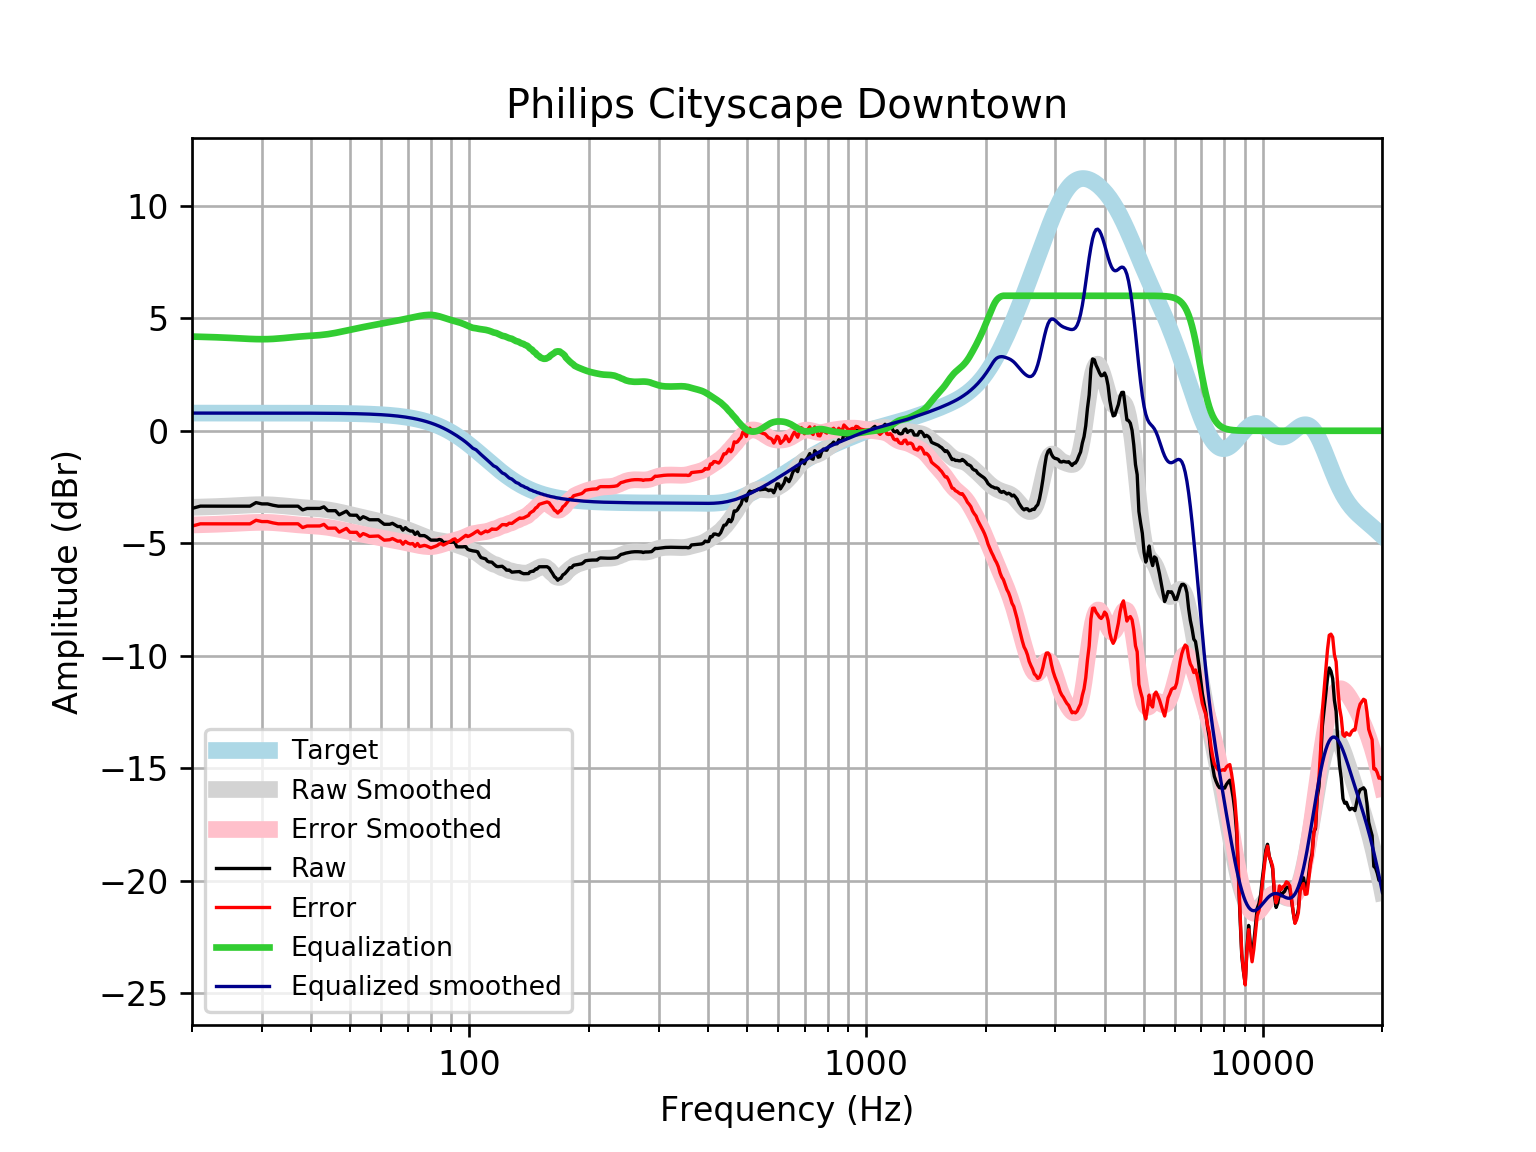 Philips Cityscape Downtown
Amplitude (dBr)
10
5
0
−5
−10
−15
−20
−25
Target
Raw Smoothed
Error Smoothed
Raw
Error
Equalization
Equalized smoothed
100
1000
10000
Frequency (Hz)